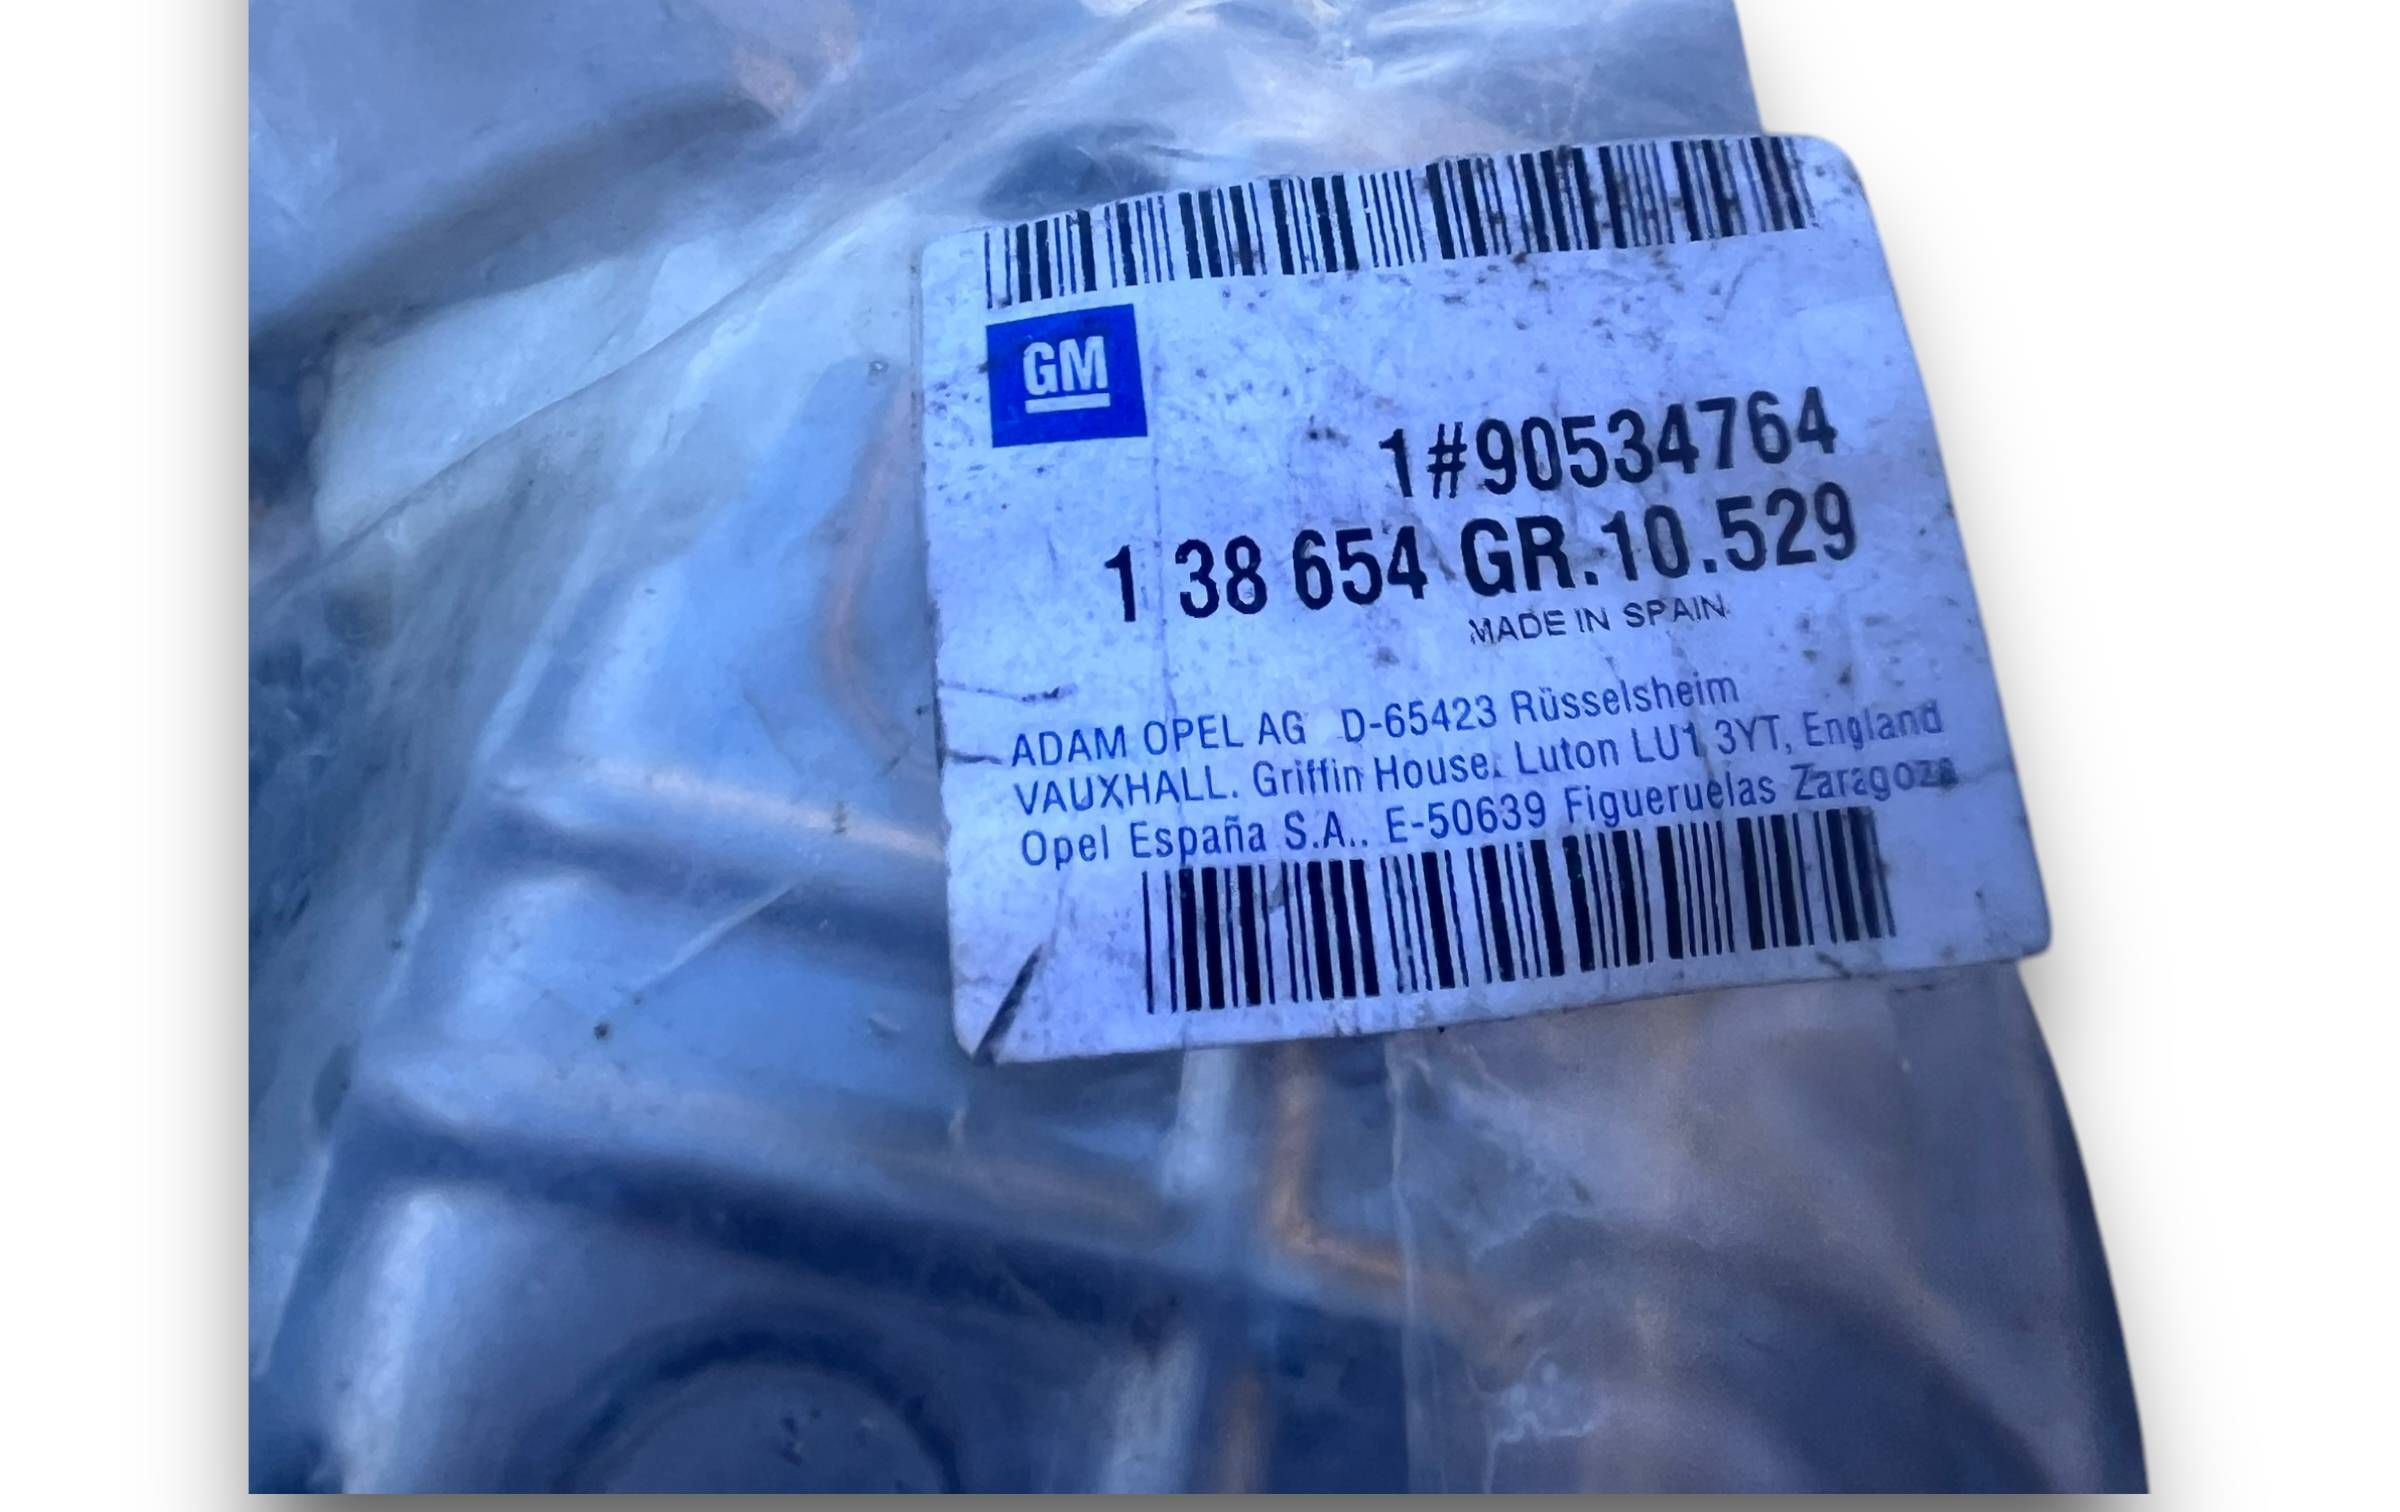 GM
1#90534764
1 38 654 GR.10.529
MADE IN SPAIN
ADAM OPEL AG D-65423 Rüsselsheim
VAUXHALL. Griffin House. Luton LU1 3YT, England
Opel España S.A.. E-50639 Figueruelas Zaragoza